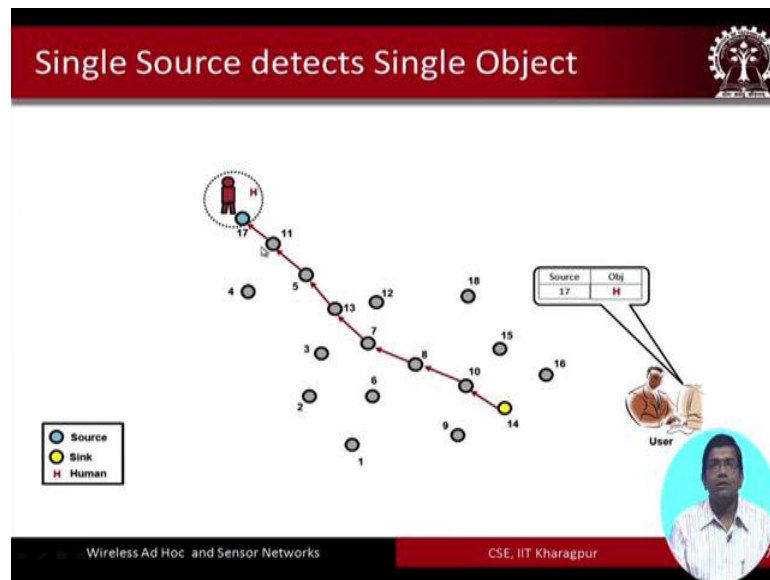 Single Source detects Single Object
H
17
11
4
5
13
12
18
Source Obj
17 H
7
15
3
8
16
10
2
6
14
9
1
User
Source
Sink
H Human
Wireless Ad Hoc and Sensor Networks
CSE, IIT Kharagpur